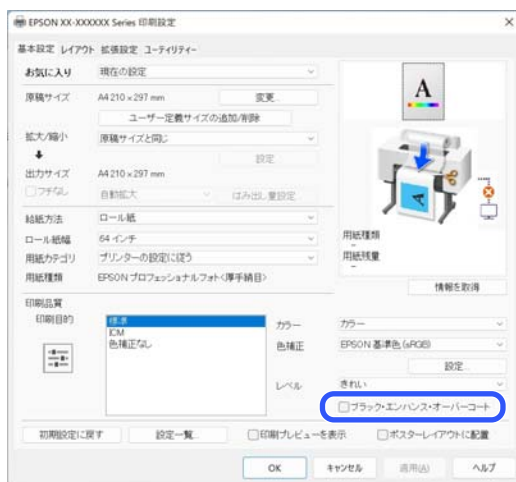 EPSON XX-XXXXXX Series 印刷設定
基本設定 レイアウト 拡張設定 ユーティリティー
お気に入り 現在の設定
原稿サイズ A4 210 x 297 mm 変更...
ユーザー定義サイズの追加/削除
拡大/縮小 原稿サイズと同じ
設定...
出力サイズ A4 210 x 297 mm
フチなし 自動拡大 はみ出し量設定...
給紙方法 ロール紙
ロール紙幅 64 インチ
用紙カテゴリ プリンターの設定に従う
用紙種類 EPSON プロフェッショナルフォト<厚手絹目>
A
用紙種類
-
用紙残量
-
情報を取得
印刷品質
印刷目的 標準
ICM
色補正なし
カラー カラー
色補正 EPSON 基準色 (sRGB)
設定...
レベル きれい
ブラック・エンハンス・オーバーコート
初期設定に戻す 設定一覧... 印刷プレビューを表示 ポスターレイアウトに配置
OK キャンセル 適用(A) ヘルプ